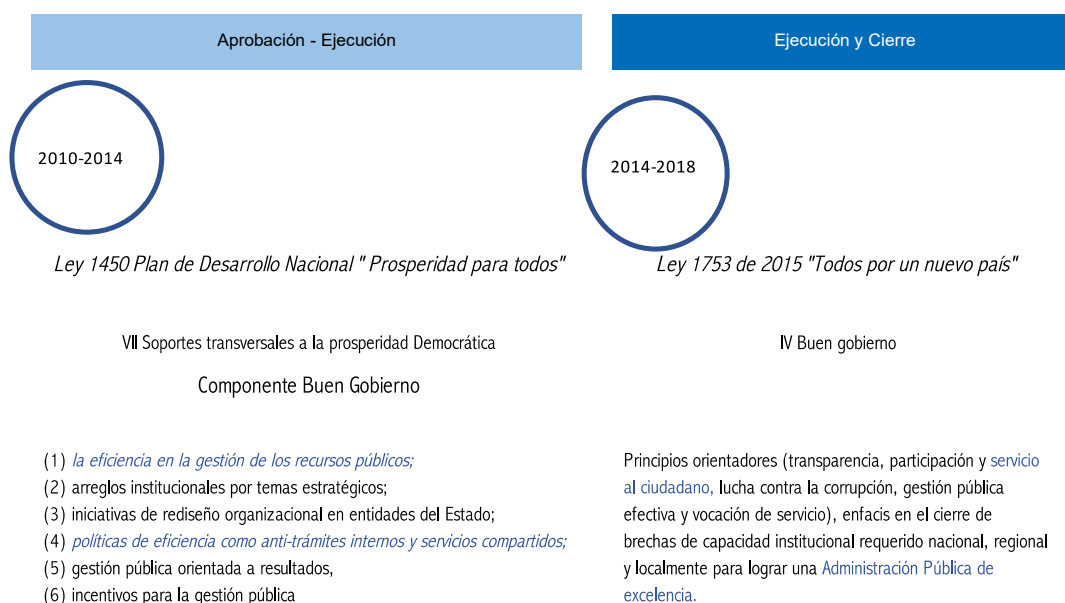 Aprobación - Ejecución
2010-2014
Ley 1450 Plan de Desarrollo Nacional " Prosperidad para todos"
VII Soportes transversales a la prosperidad Democrática
Componente Buen Gobierno
(1) la eficiencia en la gestión de los recursos públicos;
(2) arreglos institucionales por temas estratégicos;
(3) iniciativas de rediseño organizacional en entidades del Estado;
(4) políticas de eficiencia como anti-trámites internos y servicios compartidos;
(5) gestión pública orientada a resultados,
(6) incentivos para la gestión pública
Ejecución y Cierre
2014-2018
Ley 1753 de 2015 "Todos por un nuevo país"
IV Buen gobierno
Principios orientadores (transparencia, participación y servicio
al ciudadano, lucha contra la corrupción, gestión pública
efectiva y vocación de servicio), enfacis en el cierre de
brechas de capacidad institucional requerido nacional, regional
y localmente para lograr una Administración Pública de
excelencia.